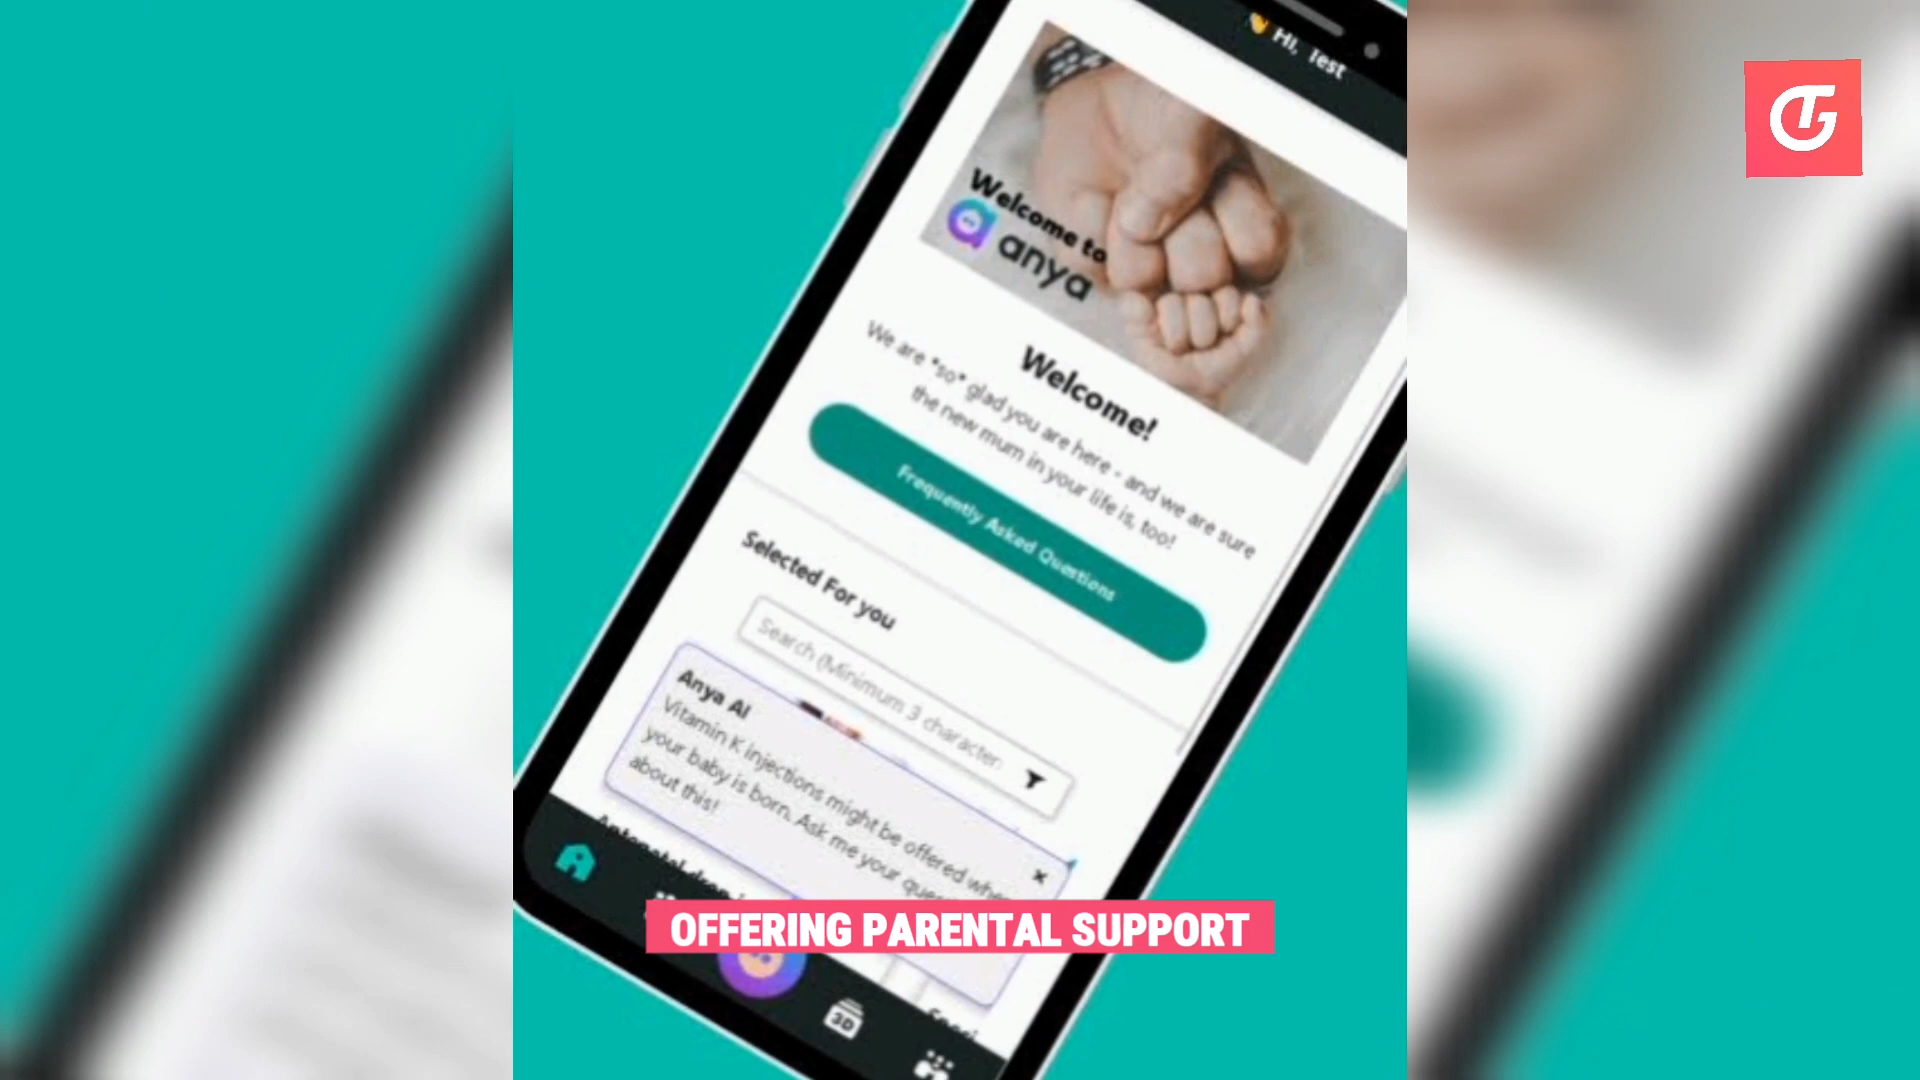 Hi, Test
Welcome to
anya
Welcome!
We are *so* glad you are here - and we are sure
the new mum in your life is, too!
Frequently Asked Questions
Selected For you
Search (Minimum 3 character
Anya AI
Vitamin K injections might be offered when
your baby is born. Ask me your
about this!
OFFERING PARENTAL SUPPORT
3D